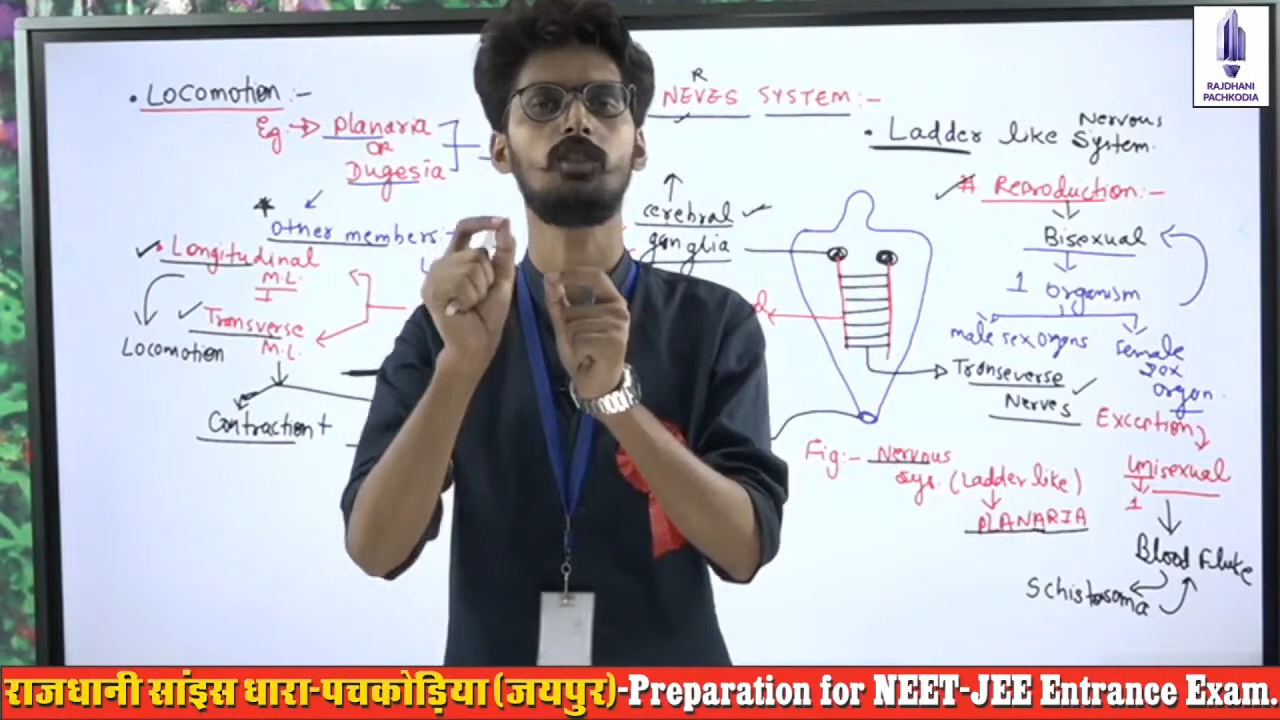 RAJDHANI
PACHKODIA
• LOCOMOTION :-
Eg → Planaria
OR
Dugesia
* Other members :-
• Longitudinal
M.L.
Locomotion
Transverse
M.L.
Contraction +
R
NEVES SYSTEM :-
cerebral
ganglia
• Ladder like Nervous
System.
# Reproduction :-
Bisexual
1 organism
male sex organs
female
sex
organ.
Transeverse
Nerves
Fig:- Nervous
sys. (Ladder like)
PLANARIA
Excertion
Unisexual
1
Blood Fluke
Schistosoma
राजधानी सांइस धारा-पचकोड़िया (जयपुर)-Preparation for NEET-JEE Entrance Exam.